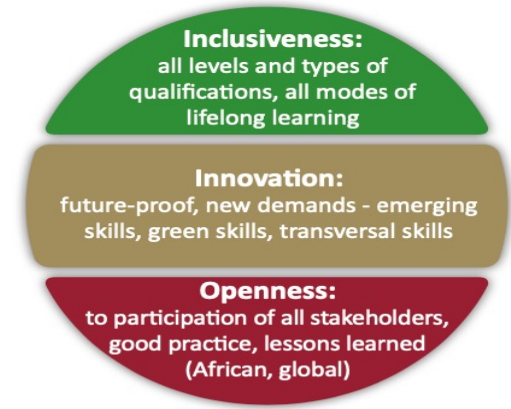 Inclusiveness:
all levels and types of
qualifications, all modes of
lifelong learning
Innovation:
future-proof, new demands - emerging
skills, green skills, transversal skills
Openness:
to participation of all stakeholders,
good practice, lessons learned
(African, global)